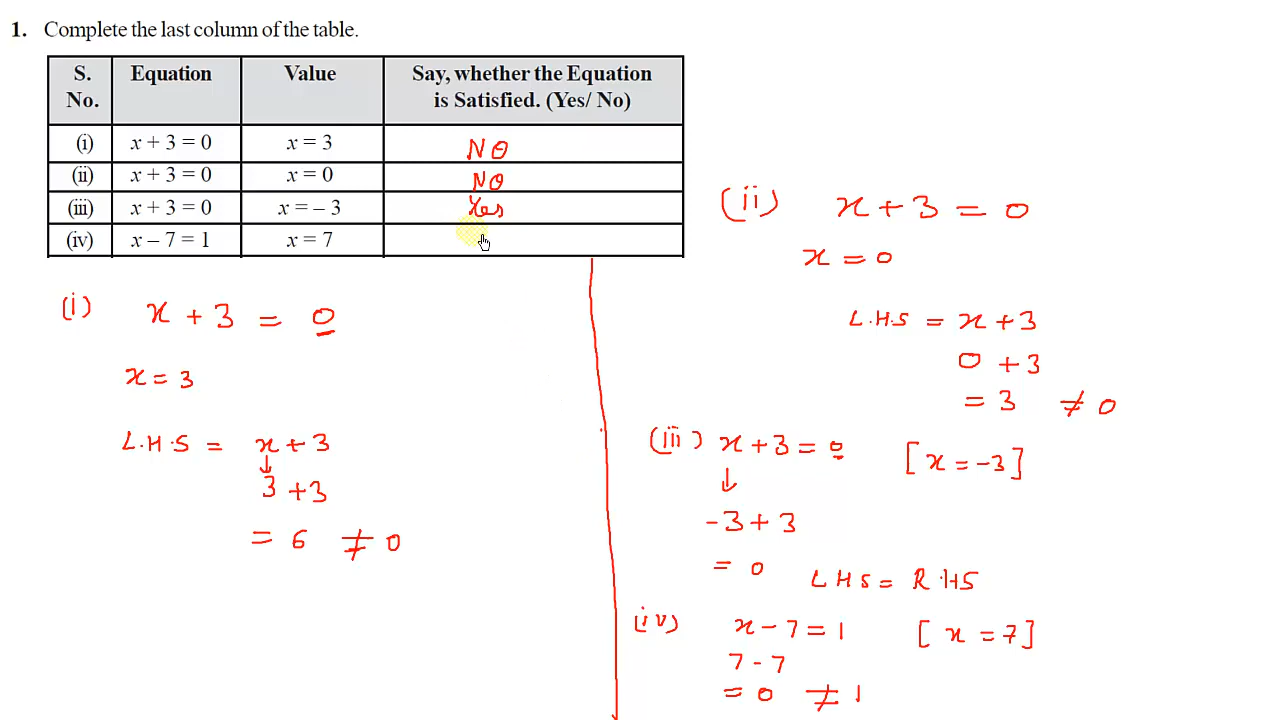 1. Complete the last column of the table.
S. No. Equation Value Say, whether the Equation is Satisfied. (Yes/ No)
(i) x + 3 = 0 x = 3 NO
(ii) x + 3 = 0 x = 0 NO
(iii) x + 3 = 0 x = – 3 Yes
(iv) x – 7 = 1 x = 7
(i) x + 3 = 0
x = 3
L.H.S = x + 3
↓
3 + 3
= 6 ≠ 0
(ii) x + 3 = 0
x = 0
L.H.S = x + 3
0 + 3
= 3 ≠ 0
(iii) x + 3 = 0 [x = -3]
↓
-3 + 3
= 0 LHS = R.HS
(iv) x - 7 = 1 [x = 7]
7 - 7
= 0 ≠ 1